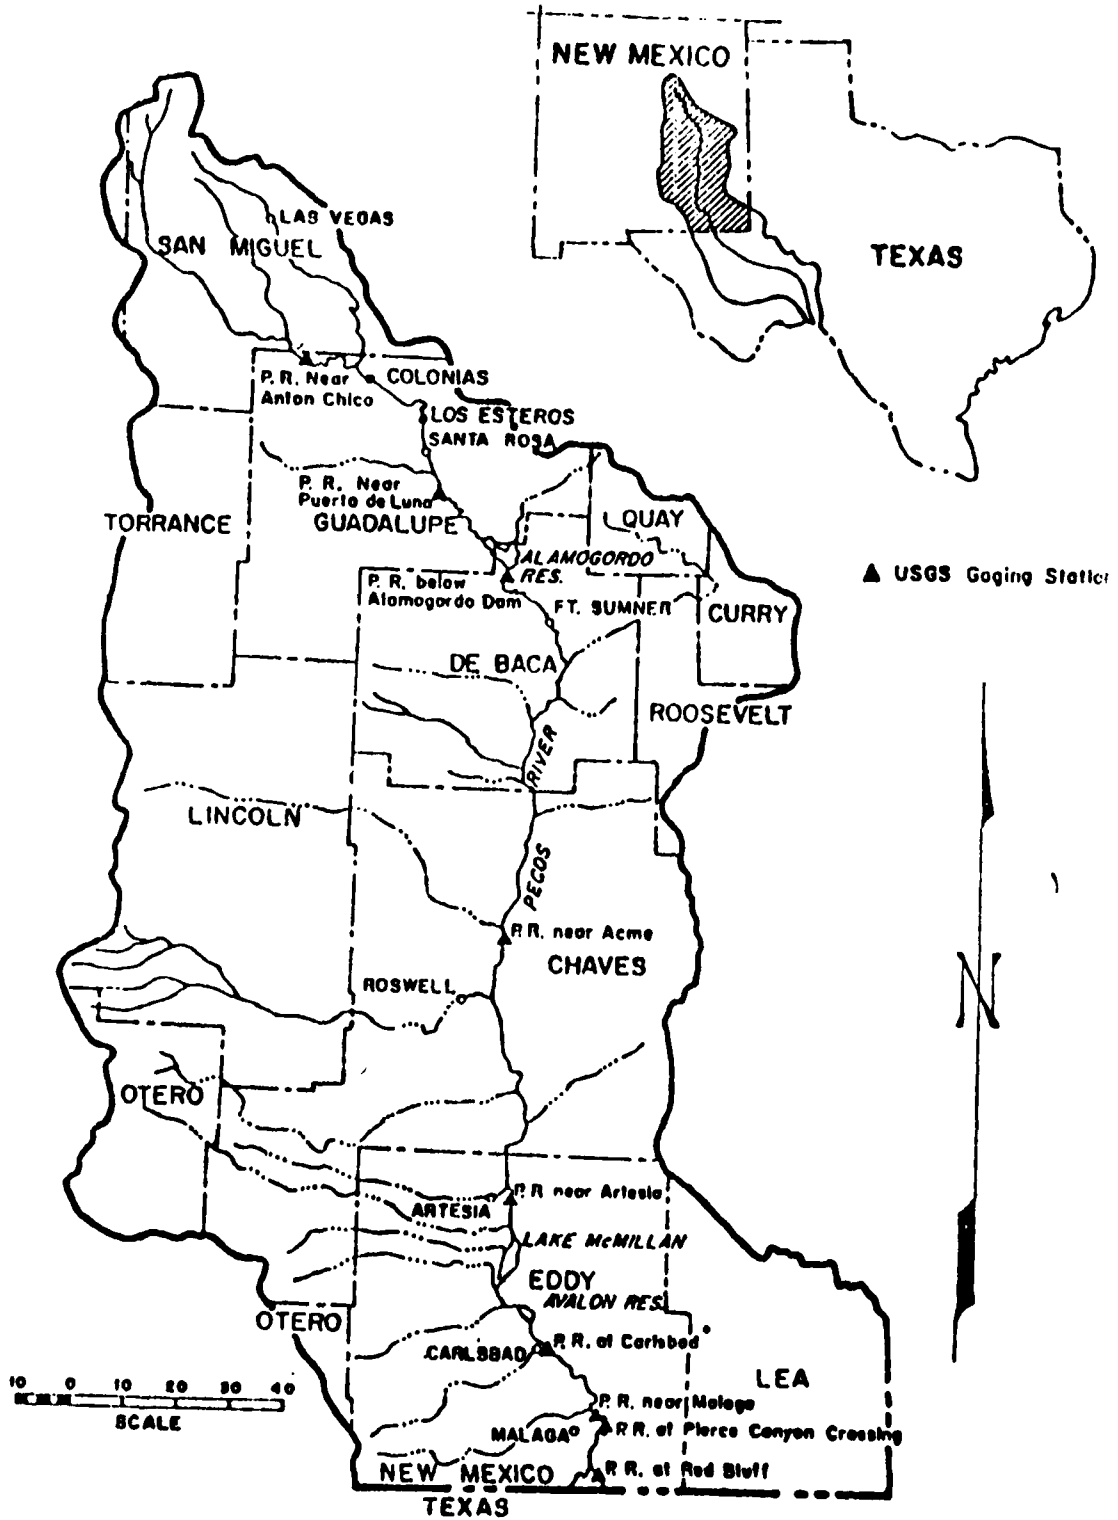 NEW MEXICO
TEXAS
LAS VEGAS
SAN MIGUEL
P. R. Near
Anton Chico
COLONIAS
LOS ESTEROS
SANTA ROSA
P. R. Near
Puerto de Luna
TORRANCE
GUADALUPE
QUAY
ALAMOGORDO
RES.
P. R. below
Alamogordo Dam
FT. SUMNER
CURRY
USGS Gaging Station
DE BACA
ROOSEVELT
RIVER
LINCOLN
PECOS
P.R. near Acme
CHAVES
ROSWELL
N
OTERO
P. R. near Artesia
ARTESIA
LAKE McMILLAN
EDDY
AVALON RES.
OTERO
P. R. at Carlsbad
CARLSBAD
LEA
10 0 10 20 30 40
SCALE
P. R. near Malaga
MALAGA
P. R. at Pierce Canyon Crossing
P. R. at Red Bluff
NEW MEXICO
TEXAS